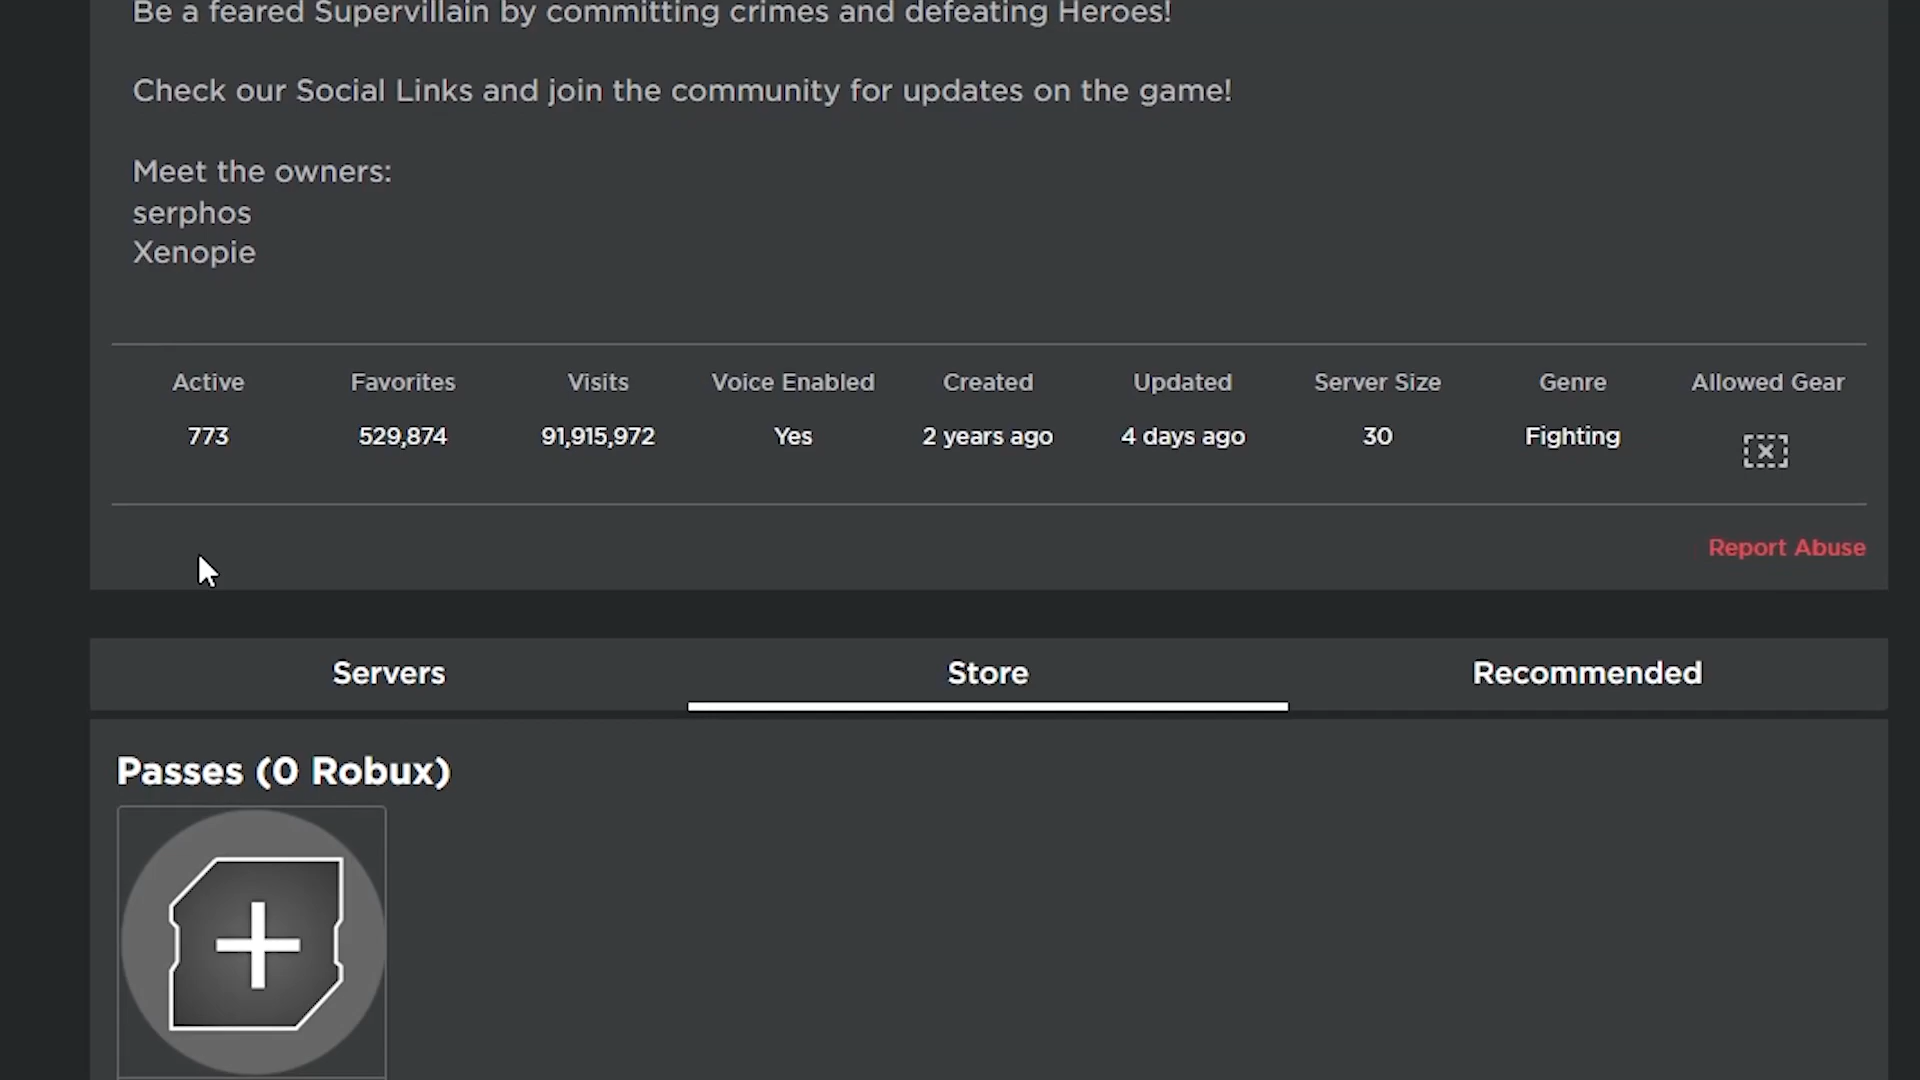 Be a feared Supervillain by committing crimes and defeating Heroes!
Check our Social Links and join the community for updates on the game!
Meet the owners:
serphos
Xenopie
Active Favorites Visits Voice Enabled Created Updated Server Size Genre Allowed Gear
773 529,874 91,915,972 Yes 2 years ago 4 days ago 30 Fighting
Report Abuse
Servers Store Recommended
Passes (0 Robux)